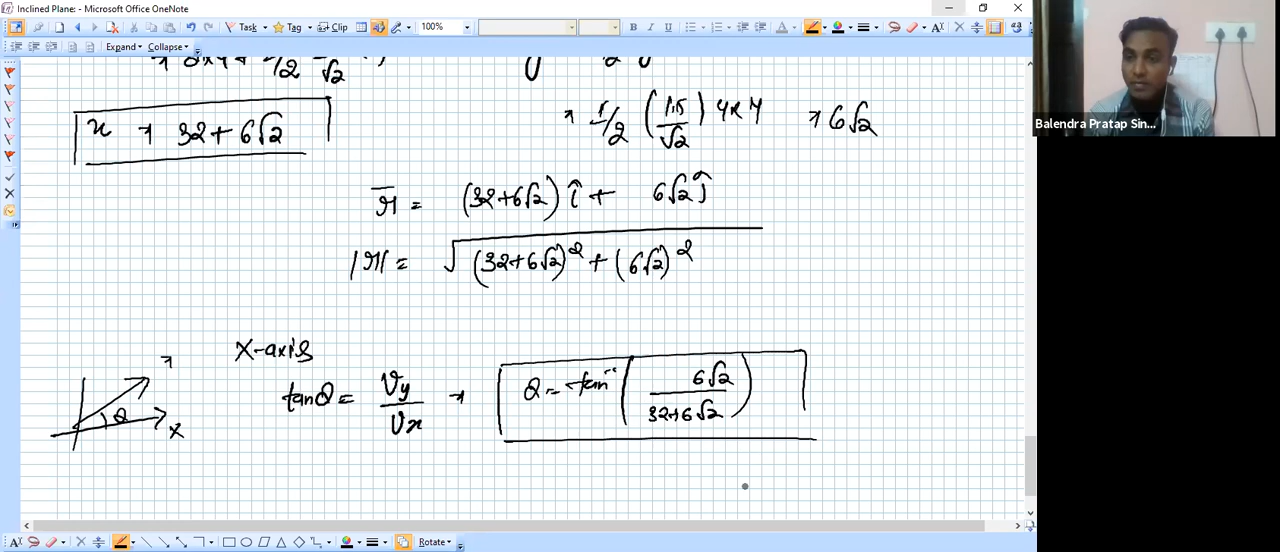 Inclined Plane: - Microsoft Office OneNote
Task Tag Clip 100% B I U
Expand Collapse
x → 32+6√2
→ 1/2 (1.5/√2) 4×4 → 6√2
r = (32+6√2) î + 6√2 ĵ
|r| = √(32+6√2)² + (6√2)²
X-axis
tanθ = Vy/Vx → θ = tan⁻¹ (6√2/32+6√2)
θ
X
Rotate
Balendra Pratap Sin...